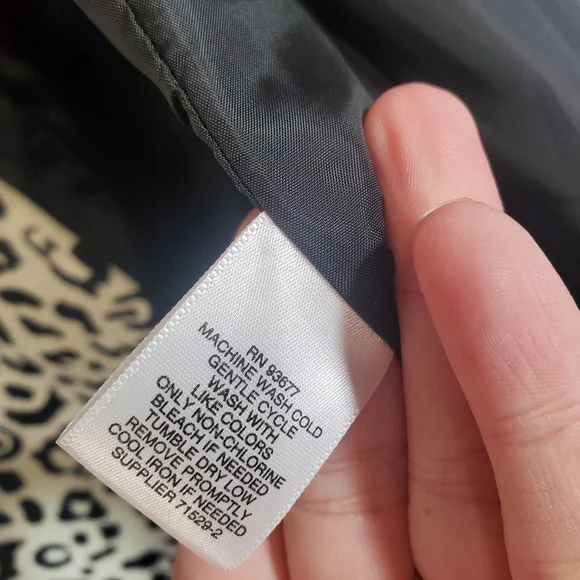 RN 93677
MACHINE WASH COLD
GENTLE CYCLE
WASH WITH
LIKE COLORS
ONLY NON-CHLORINE
BLEACH IF NEEDED
TUMBLE DRY LOW
REMOVE PROMPTLY
COOL IRON IF NEEDED
SUPPLIER 71529-2